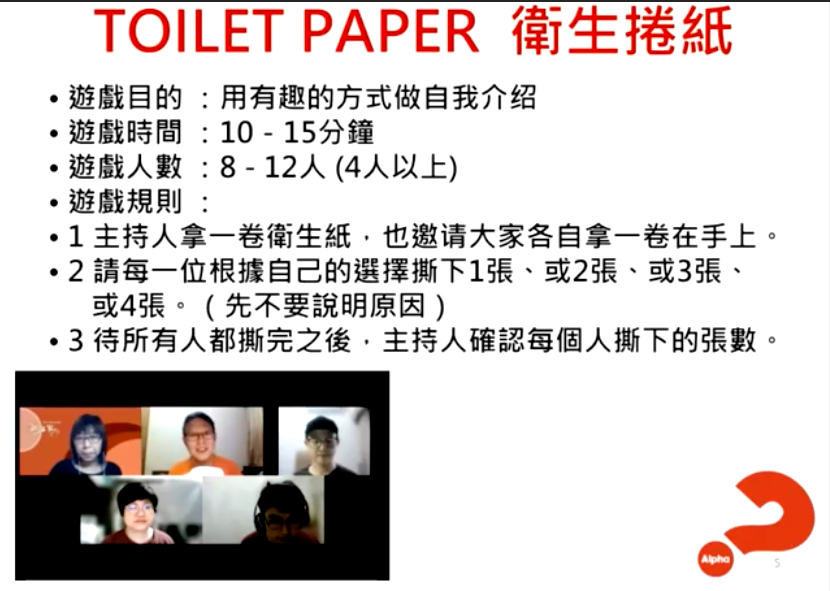 TOILET PAPER 衛生捲紙
• 遊戲目的 ：用有趣的方式做自我介绍
• 遊戲時間 ：10 - 15分鐘
• 遊戲人數 ：8 - 12人 (4人以上)
• 遊戲規則 ：
• 1 主持人拿一卷衛生紙，也邀请大家各自拿一卷在手上。
• 2 請每一位根據自己的選擇撕下1張、或2張、或3張、
或4張。（先不要說明原因）
• 3 待所有人都撕完之後，主持人確認每個人撕下的張數。
Alpha
5